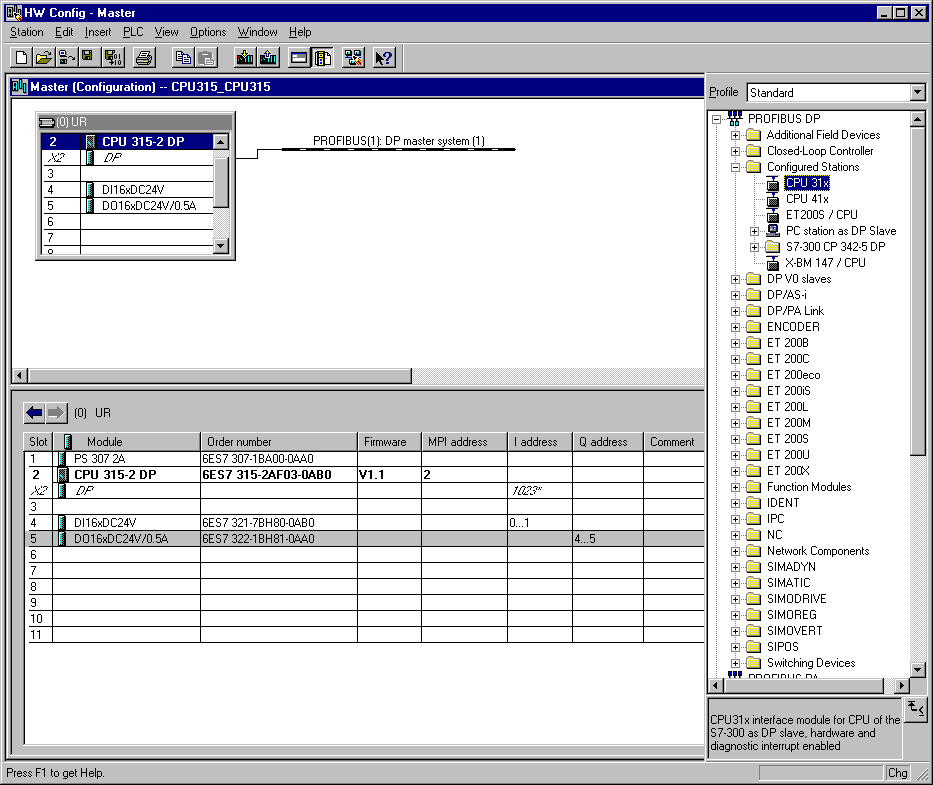 HW Config - Master
Station Edit Insert PLC View Options Window Help
Master (Configuration) -- CPU315_CPU315
(0) UR
2 CPU 315-2 DP
X2 DP
3
4 DI16xDC24V
5 DO16xDC24V/0.5A
6
7
8
PROFIBUS(1): DP master system (1)
(0) UR
Slot Module Order number Firmware MPI address I address Q address Comment
1 PS 307 2A 6ES7 307-1BA00-0AA0
2 CPU 315-2 DP 6ES7 315-2AF03-0AB0 V1.1 2
X2 DP 1023*
3
4 DI16xDC24V 6ES7 321-7BH80-0AB0 0...1
5 DO16xDC24V/0.5A 6ES7 322-1BH81-0AA0 4...5
6
7
8
9
10
11
Profile Standard
PROFIBUS DP
Additional Field Devices
Closed-Loop Controller
Configured Stations
CPU 31x
CPU 41x
ET200S / CPU
PC station as DP Slave
S7-300 CP 342-5 DP
X-BM 147 / CPU
DP V0 slaves
DP/AS-i
DP/PA Link
ENCODER
ET 200B
ET 200C
ET 200eco
ET 200iS
ET 200L
ET 200M
ET 200S
ET 200U
ET 200X
Function Modules
IDENT
IPC
NC
Network Components
SIMADYN
SIMATIC
SIMODRIVE
SIMOREG
SIMOVERT
SIPOS
Switching Devices
PROFIBUS-PA
CPU31x interface module for CPU of the
S7-300 as DP slave, hardware and
diagnostic interrupt enabled
Press F1 to get Help.
Chg